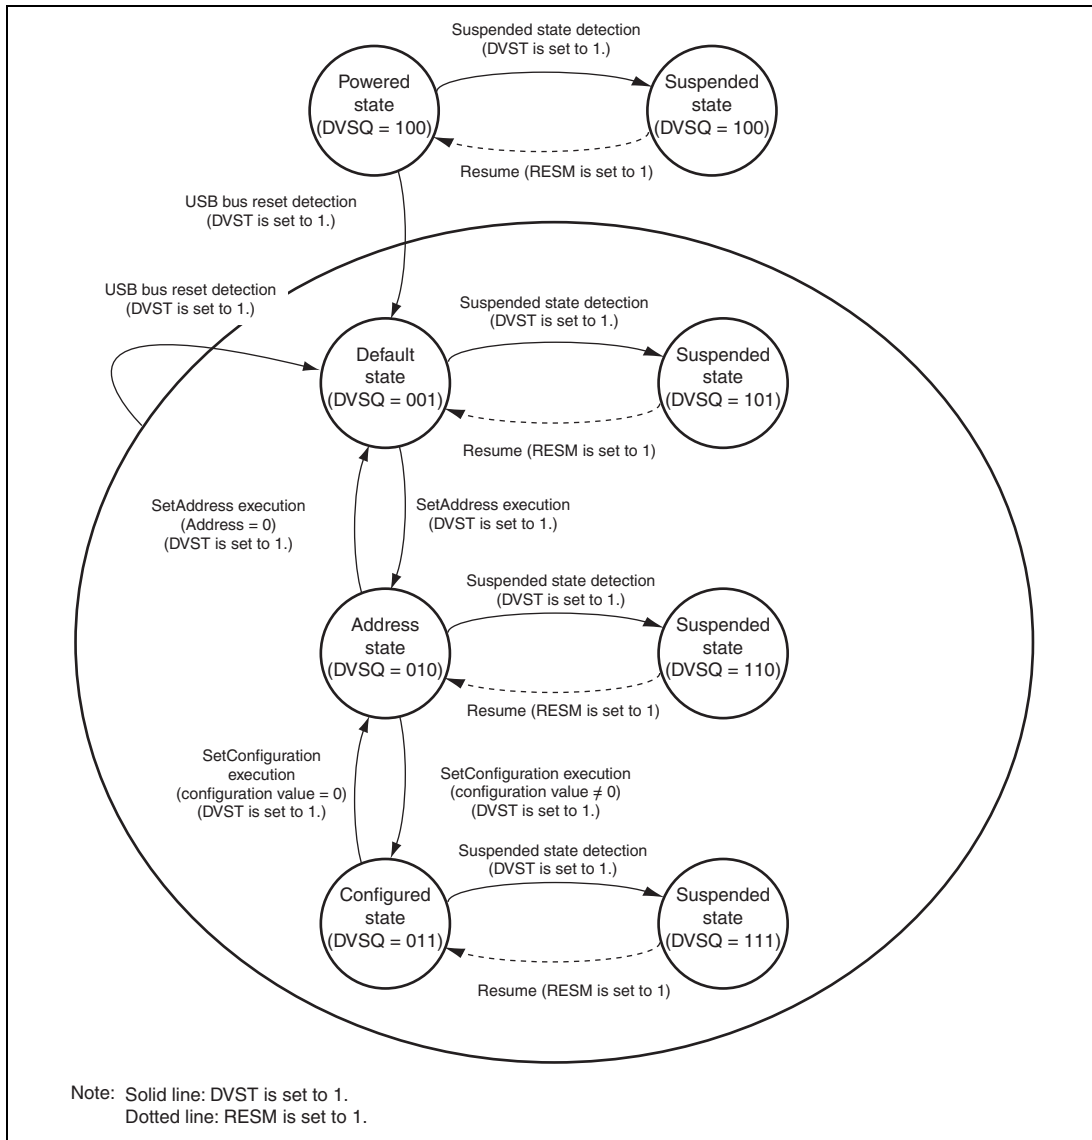 Suspended state detection
(DVST is set to 1.)
Powered
state
(DVSQ = 100)
Suspended
state
(DVSQ = 100)
Resume (RESM is set to 1)
USB bus reset detection
(DVST is set to 1.)
USB bus reset detection
(DVST is set to 1.)
Suspended state detection
(DVST is set to 1.)
Default
state
(DVSQ = 001)
Suspended
state
(DVSQ = 101)
Resume (RESM is set to 1)
SetAddress execution
(Address = 0)
(DVST is set to 1.)
SetAddress execution
(DVST is set to 1.)
Suspended state detection
(DVST is set to 1.)
Address
state
(DVSQ = 010)
Suspended
state
(DVSQ = 110)
Resume (RESM is set to 1)
SetConfiguration
execution
(configuration value = 0)
(DVST is set to 1.)
SetConfiguration execution
(configuration value ≠ 0)
(DVST is set to 1.)
Suspended state detection
(DVST is set to 1.)
Configured
state
(DVSQ = 011)
Suspended
state
(DVSQ = 111)
Resume (RESM is set to 1)
Note: Solid line: DVST is set to 1.
Dotted line: RESM is set to 1.